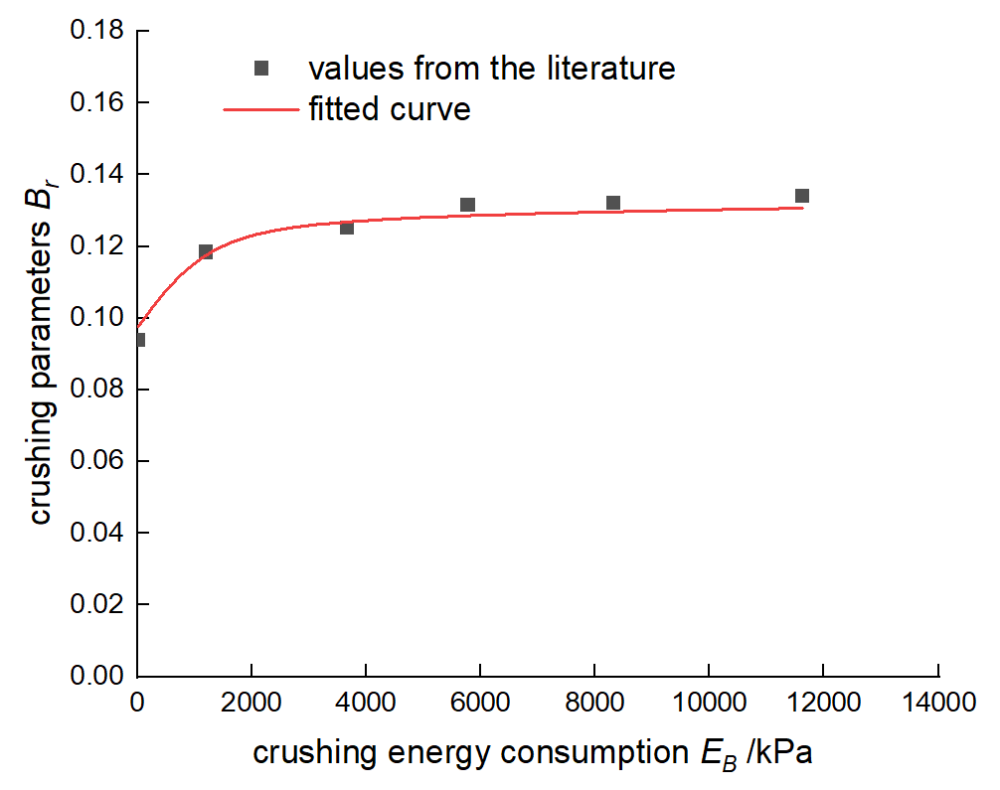 0.18
0.16
0.14
0.12
0.10
0.08
0.06
0.04
0.02
0.00
crushing parameters Br
values from the literature
fitted curve
0 2000 4000 6000 8000 10000 12000 14000
crushing energy consumption EB /kPa